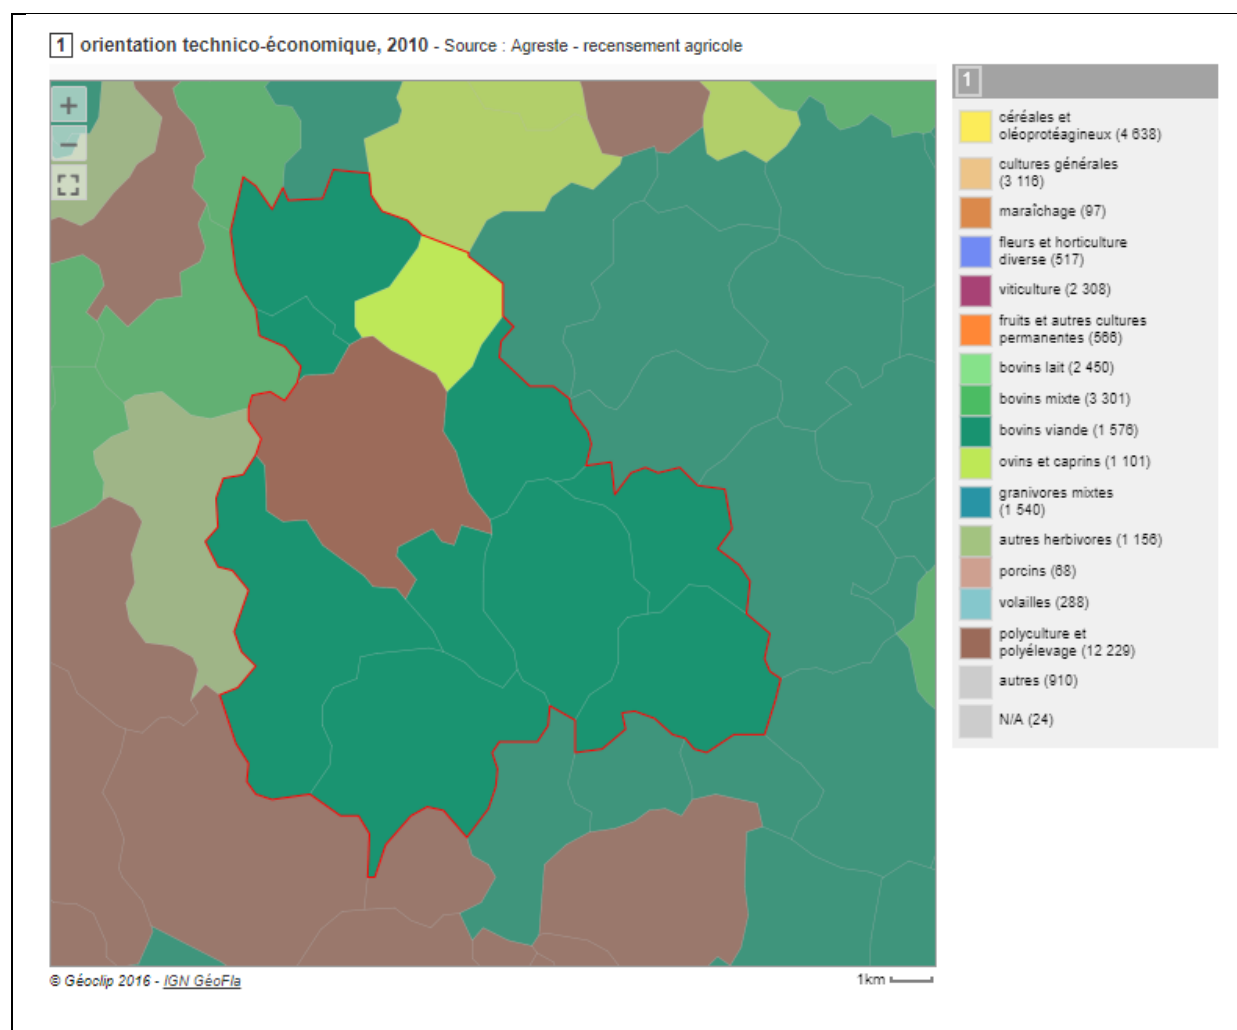 1 orientation technico-économique, 2010 - Source : Agreste - recensement agricole
+
−
1
céréales et
oléoprotéagineux (4 638)
cultures générales
(3 116)
maraîchage (97)
fleurs et horticulture
diverse (517)
viticulture (2 308)
fruits et autres cultures
permanentes (566)
bovins lait (2 450)
bovins mixte (3 301)
bovins viande (1 576)
ovins et caprins (1 101)
granivores mixtes
(1 540)
autres herbivores (1 156)
porcins (68)
volailles (288)
polyculture et
polyélevage (12 229)
autres (910)
N/A (24)
© Géoclip 2016 - IGN GéoFla
1km